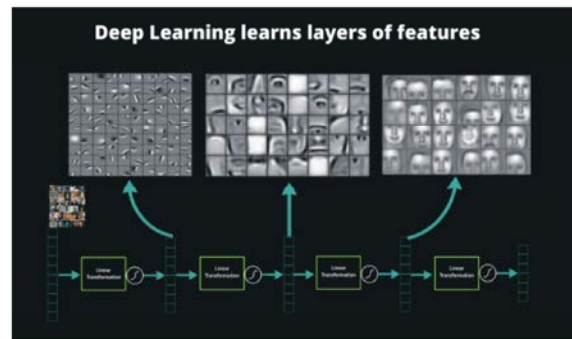 Deep Learning learns layers of features
Linear
Transformation
Linear
Transformation
Linear
Transformation
Linear
Transformation